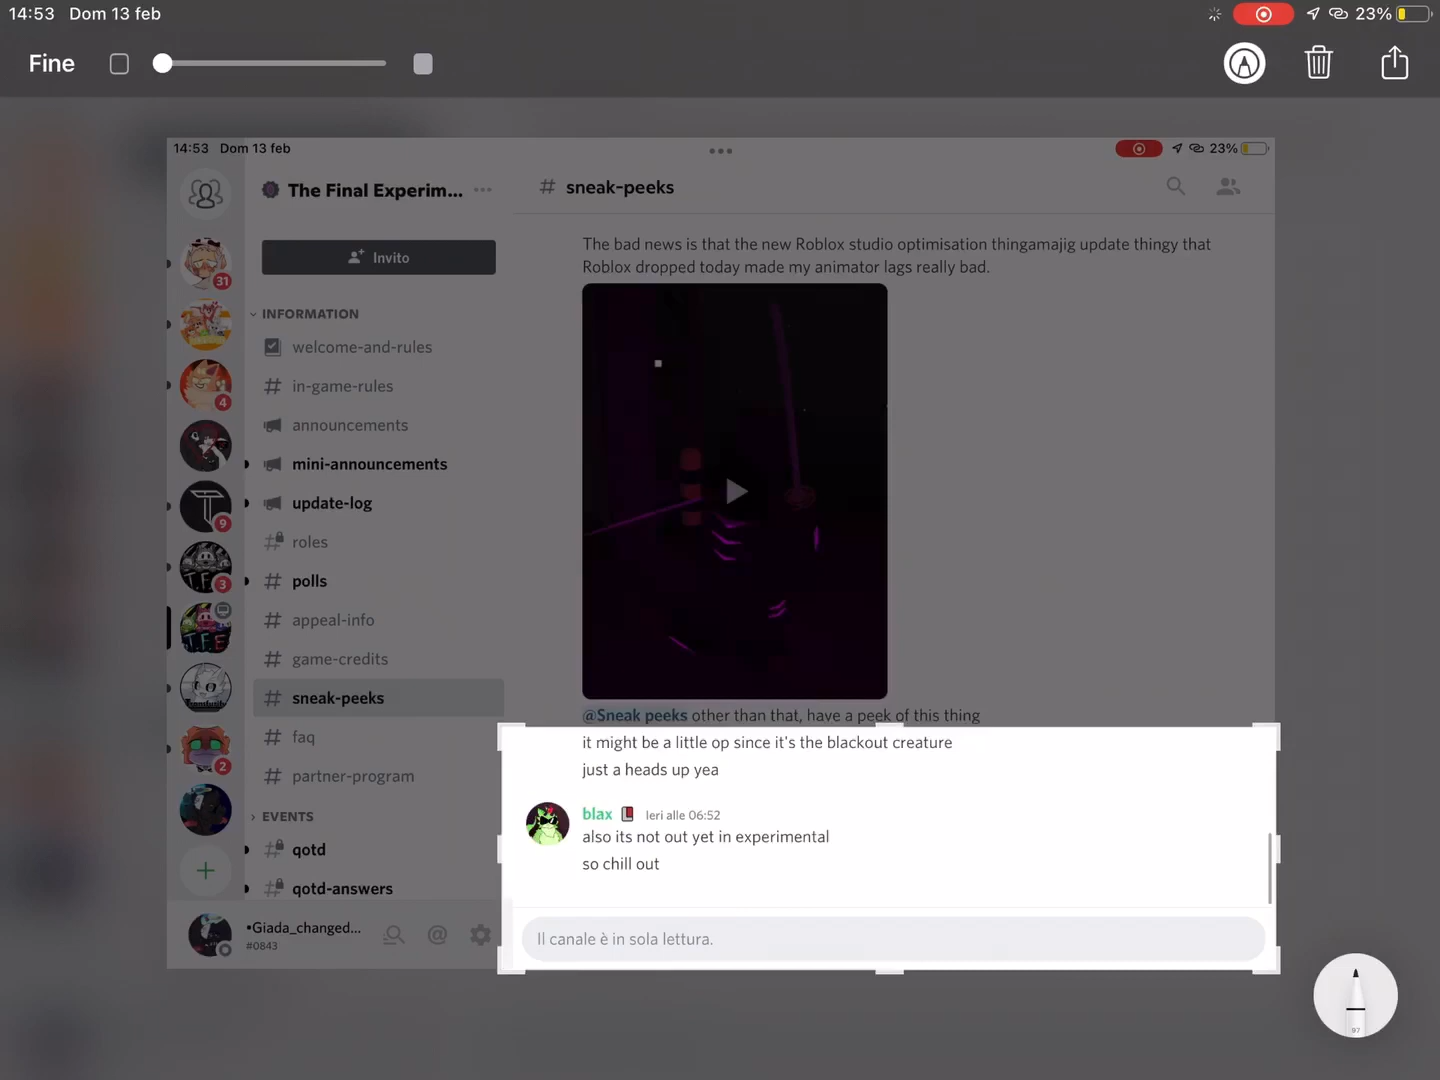 14:53 Dom 13 feb
23%
Fine
14:53 Dom 13 feb
23%
The Final Experim...
# sneak-peeks
31
Invito
INFORMATION
welcome-and-rules
4
# in-game-rules
announcements
mini-announcements
9
update-log
roles
3
# polls
T.F.E
# appeal-info
# game-credits
# sneak-peeks
2
# faq
# partner-program
EVENTS
qotd
qotd-answers
•Giada_changed...
#0843
The bad news is that the new Roblox studio optimisation thingamajig update thingy that
Roblox dropped today made my animator lags really bad.
@Sneak peeks other than that, have a peek of this thing
it might be a little op since it's the blackout creature
just a heads up yea
blax Ieri alle 06:52
also its not out yet in experimental
so chill out
Il canale è in sola lettura.
97